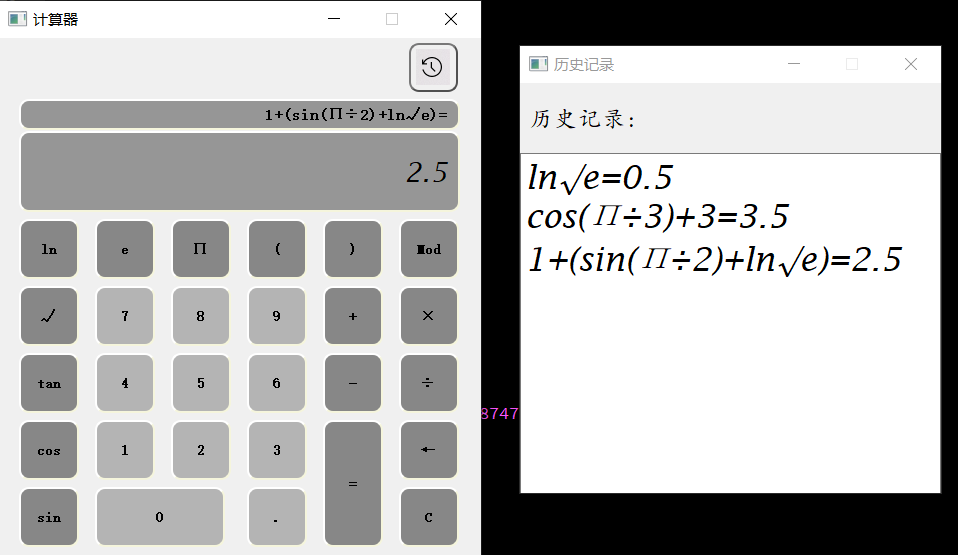 计算器
1+(sin(Π÷2)+ln√e)=
2.5
ln e Π ( ) Mod
√ 7 8 9 + ×
tan 4 5 6 - ÷
cos 1 2 3 = ←
sin 0 . C
8747
历史记录
历史记录:
ln√e=0.5
cos(Π÷3)+3=3.5
1+(sin(Π÷2)+ln√e)=2.5